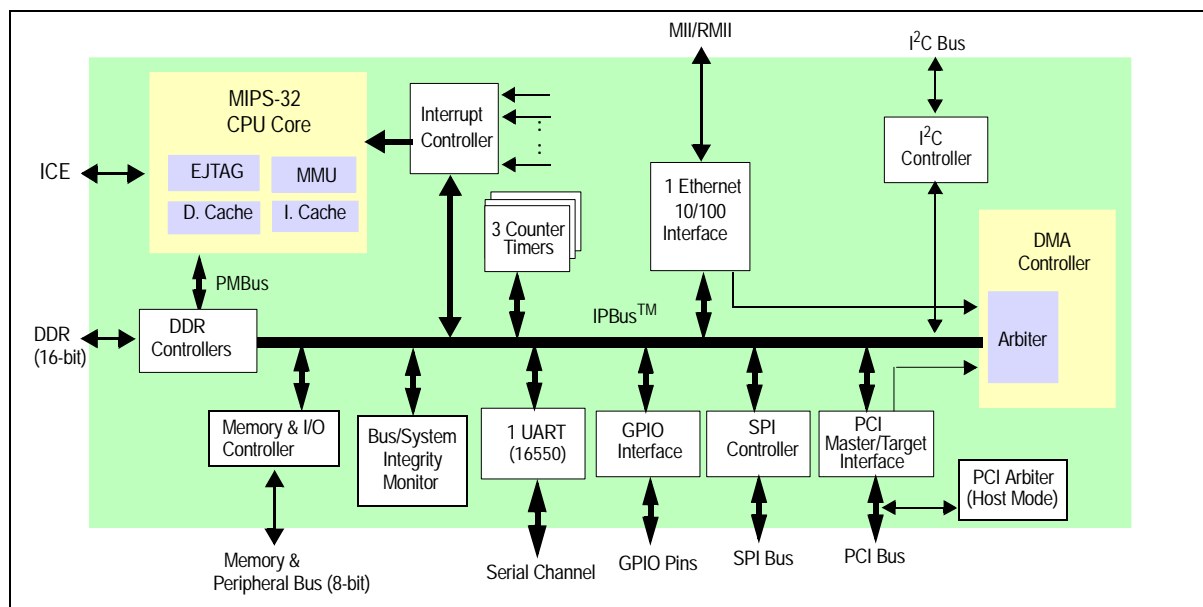 MII/RMII
I²C Bus
MIPS-32
CPU Core
EJTAG
MMU
D. Cache
I. Cache
ICE
Interrupt
Controller
:
:
I²C
Controller
1 Ethernet
10/100
Interface
3 Counter
Timers
DMA
Controller
Arbiter
PMBus
IPBus™
DDR
(16-bit)
DDR
Controllers
Memory & I/O
Controller
Bus/System
Integrity
Monitor
1 UART
(16550)
GPIO
Interface
SPI
Controller
PCI
Master/Target
Interface
PCI Arbiter
(Host Mode)
Memory &
Peripheral Bus (8-bit)
Serial Channel
GPIO Pins
SPI Bus
PCI Bus